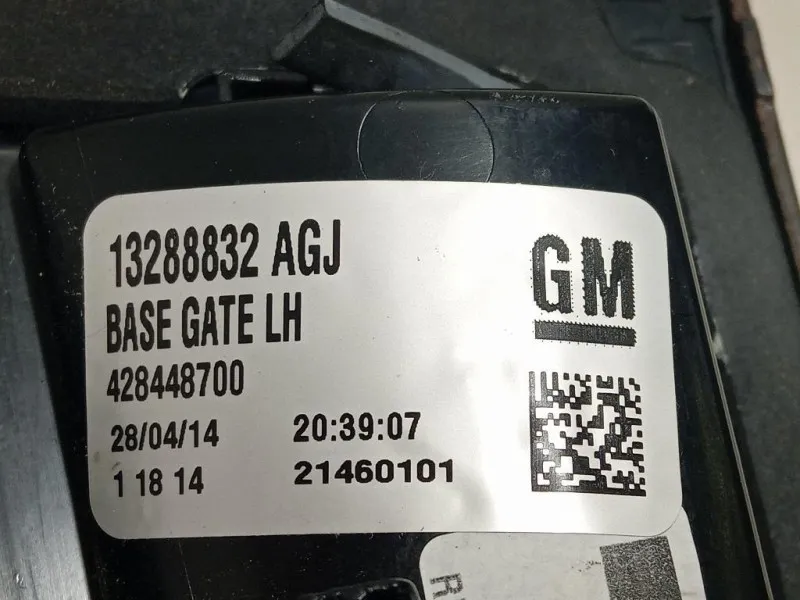 13288832 AGJ
GM
BASE GATE LH
428448700
28/04/14 20:39:07
1 18 14 21460101